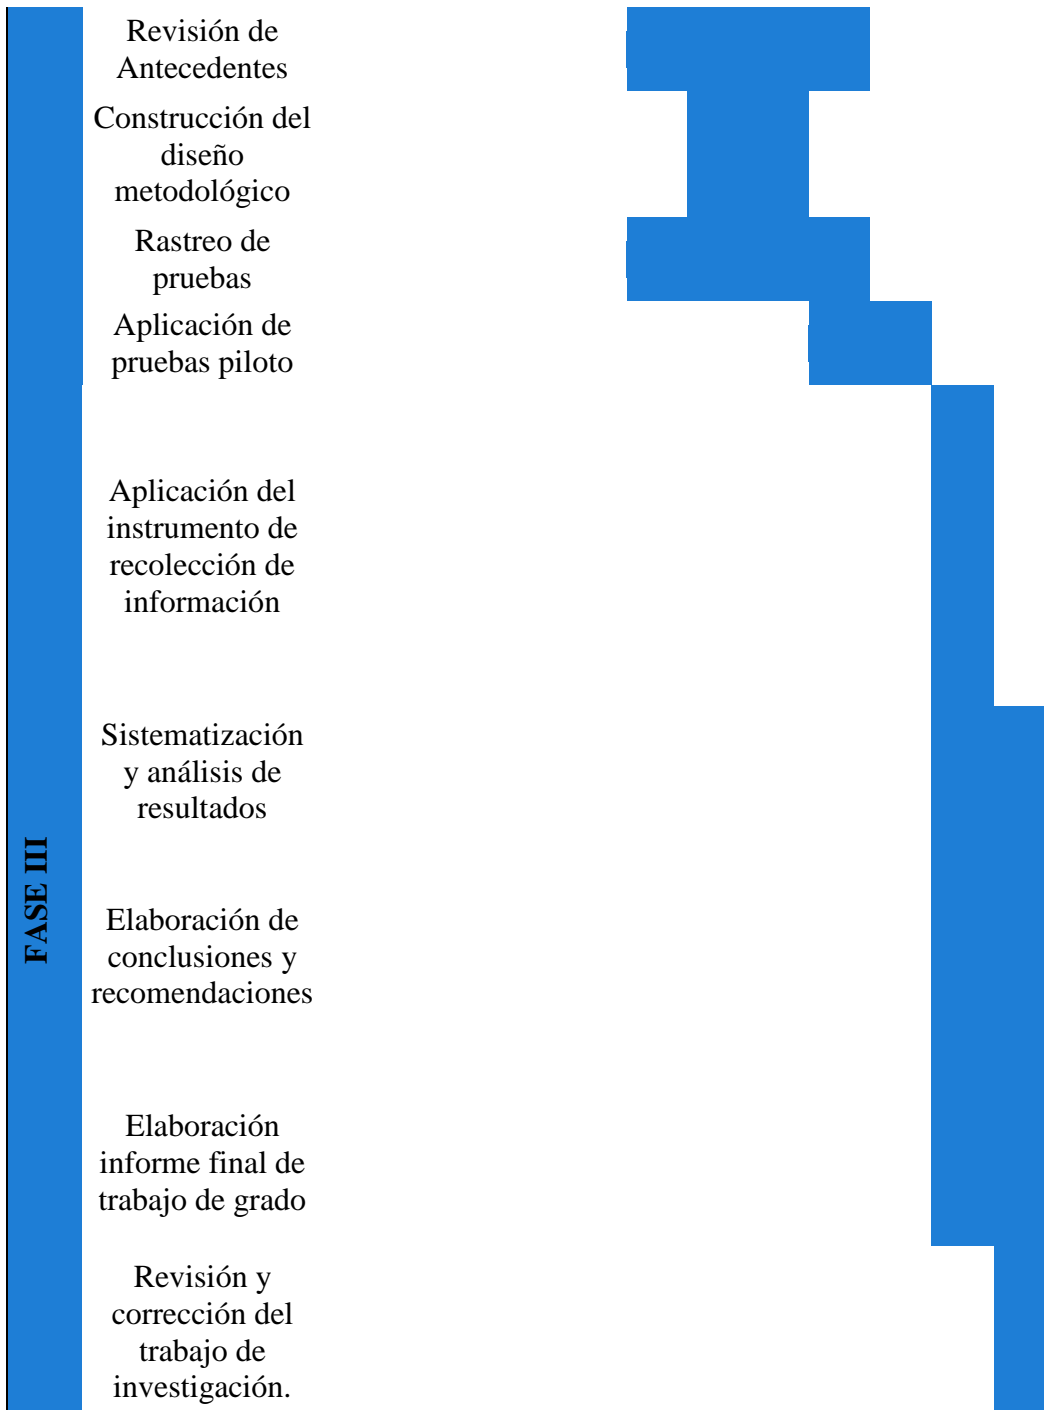 Revisión de
Antecedentes
Construcción del
diseño
metodológico
Rastreo de
pruebas
Aplicación de
pruebas piloto
FASE III
Aplicación del
instrumento de
recolección de
información
Sistematización
y análisis de
resultados
Elaboración de
conclusiones y
recomendaciones
Elaboración
informe final de
trabajo de grado
Revisión y
corrección del
trabajo de
investigación.